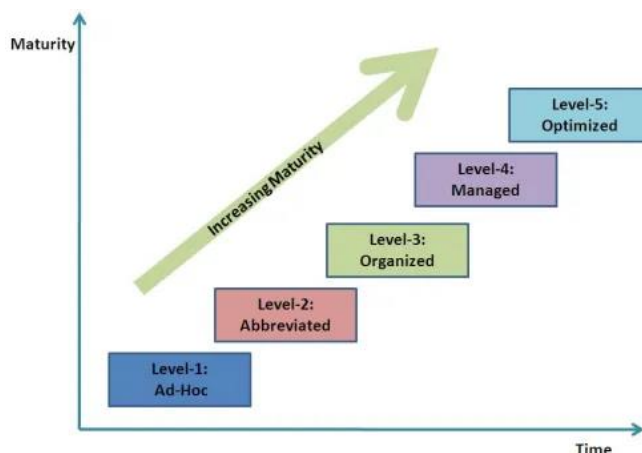 Maturity
Level-5:
Optimized
Level-4:
Managed
Increasing Maturity
Level-3:
Organized
Level-2:
Abbreviated
Level-1:
Ad-Hoc
Time